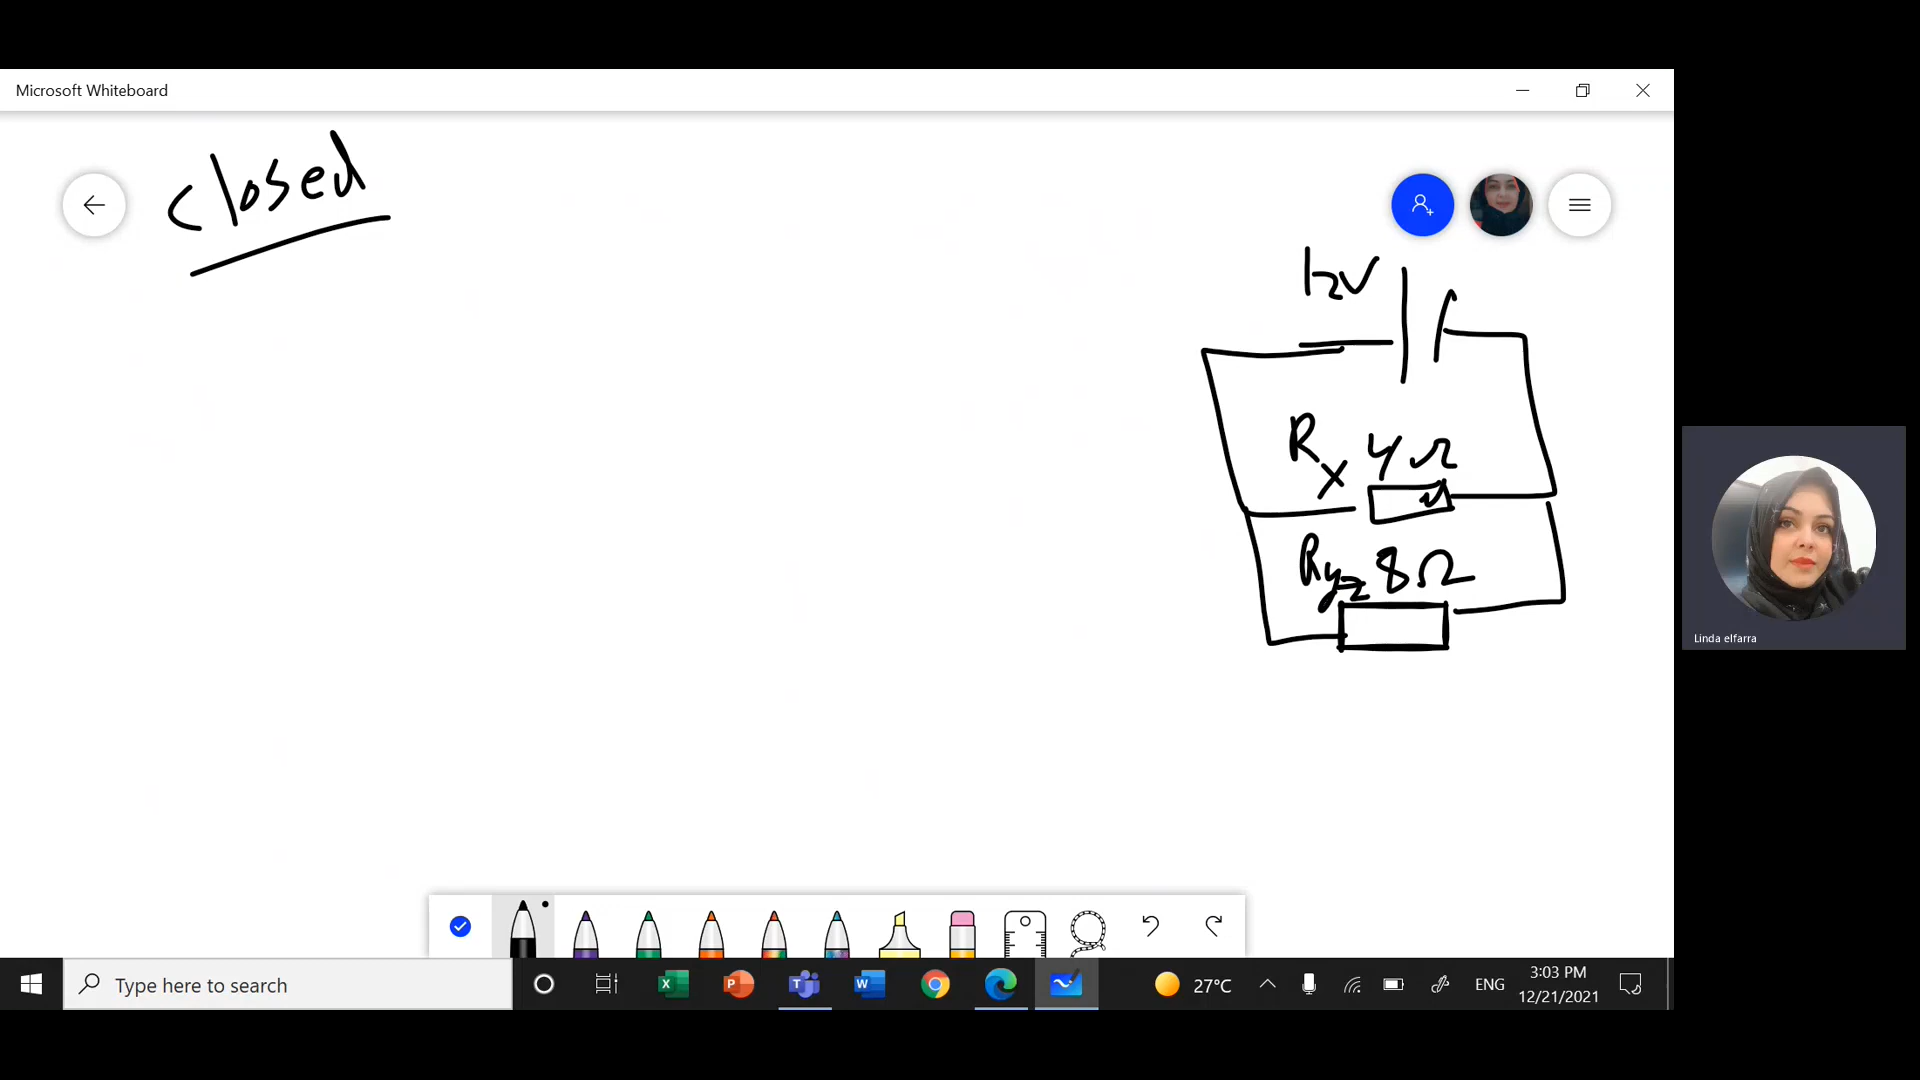 Microsoft Whiteboard
closed
12V
Rx 4Ω
Ry = 8Ω
Linda elfarra
Type here to search
27°C
ENG
3:03 PM
12/21/2021